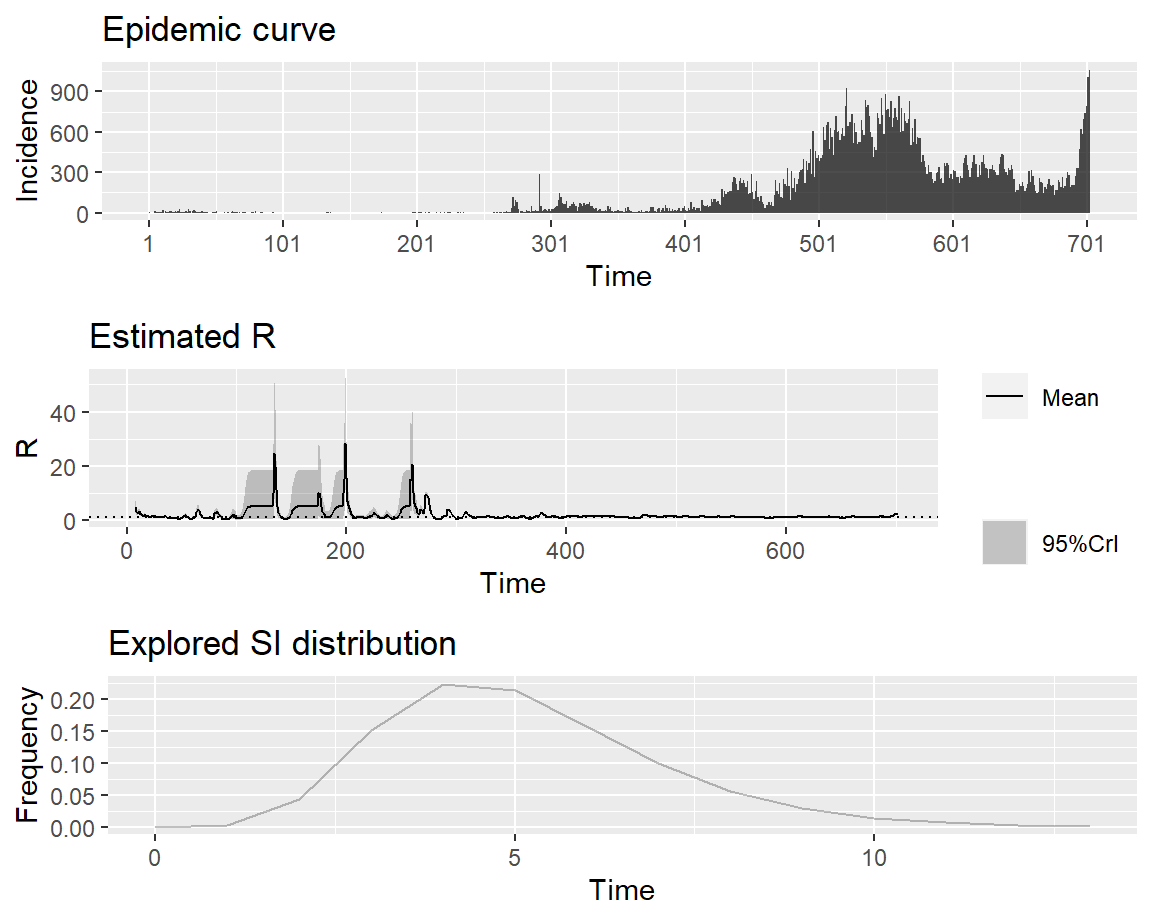 Epidemic curve
Incidence
900
600
300
0
1 101 201 301 401 501 601 701
Time
Estimated R
R
40
20
0
0 200 400 600
Time
Mean
95%CrI
Explored SI distribution
Frequency
0.20
0.15
0.10
0.05
0.00
0 5 10
Time